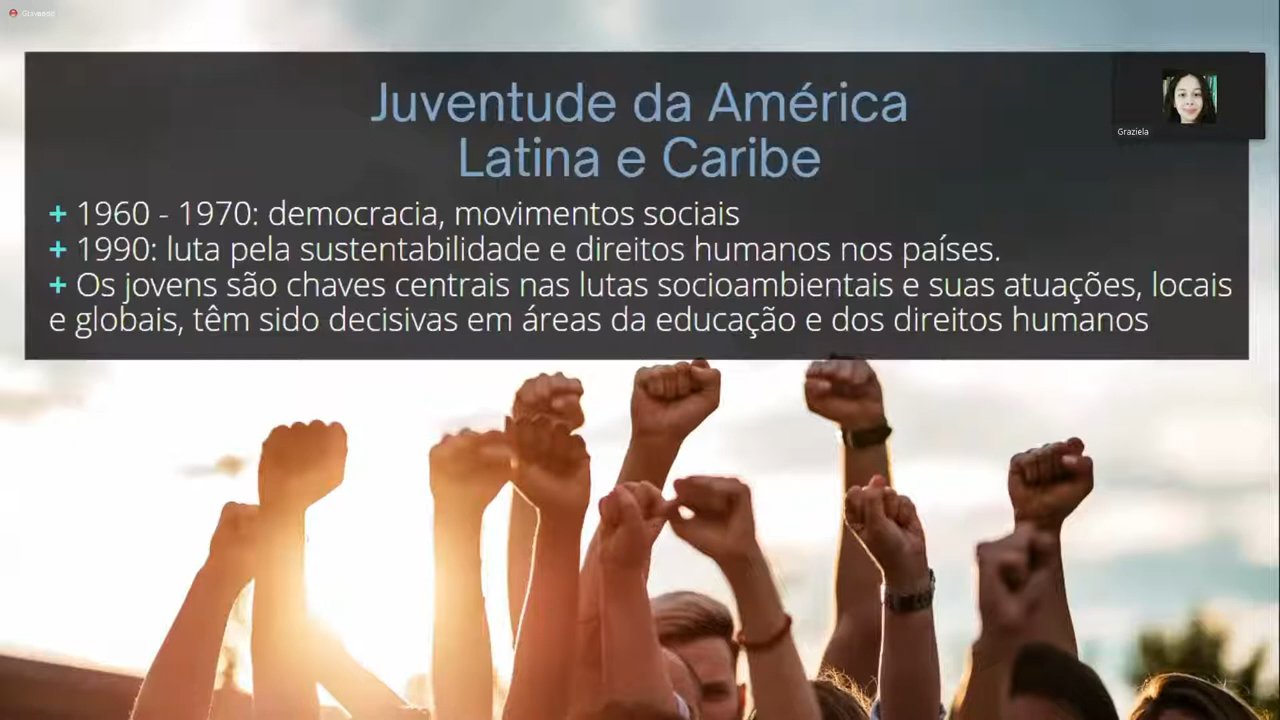 Juventude da América
Latina e Caribe
Graziela
+ 1960 - 1970: democracia, movimentos sociais
+ 1990: luta pela sustentabilidade e direitos humanos nos países.
+ Os jovens são chaves centrais nas lutas socioambientais e suas atuações, locais
e globais, têm sido decisivas em áreas da educação e dos direitos humanos